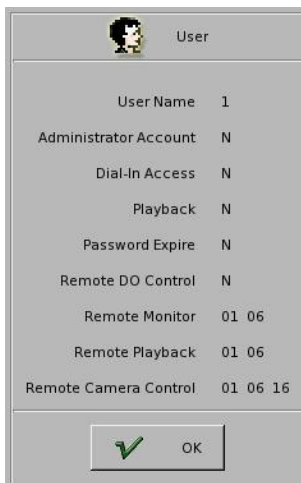 User
User Name 1
Administrator Account N
Dial-In Access N
Playback N
Password Expire N
Remote DO Control N
Remote Monitor 01 06
Remote Playback 01 06
Remote Camera Control 01 06 16
OK